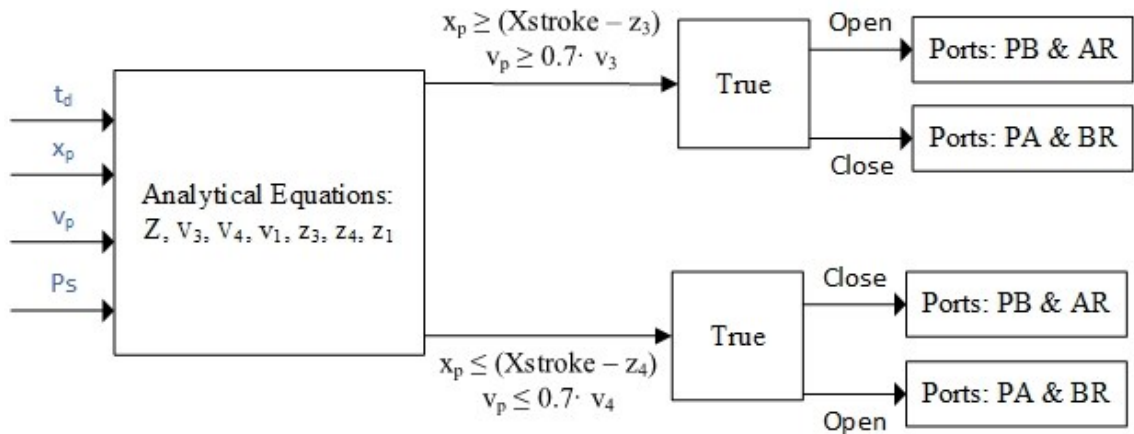 t_d
x_p
v_p
Ps
Analytical Equations:
Z, V₃, V₄, v₁, z₃, z₄, z₁
x_p ≥ (Xstroke – z₃)
v_p ≥ 0.7· v₃
True
Open
Ports: PB & AR
Close
Ports: PA & BR
x_p ≤ (Xstroke – z₄)
v_p ≤ 0.7· v₄
True
Close
Ports: PB & AR
Open
Ports: PA & BR